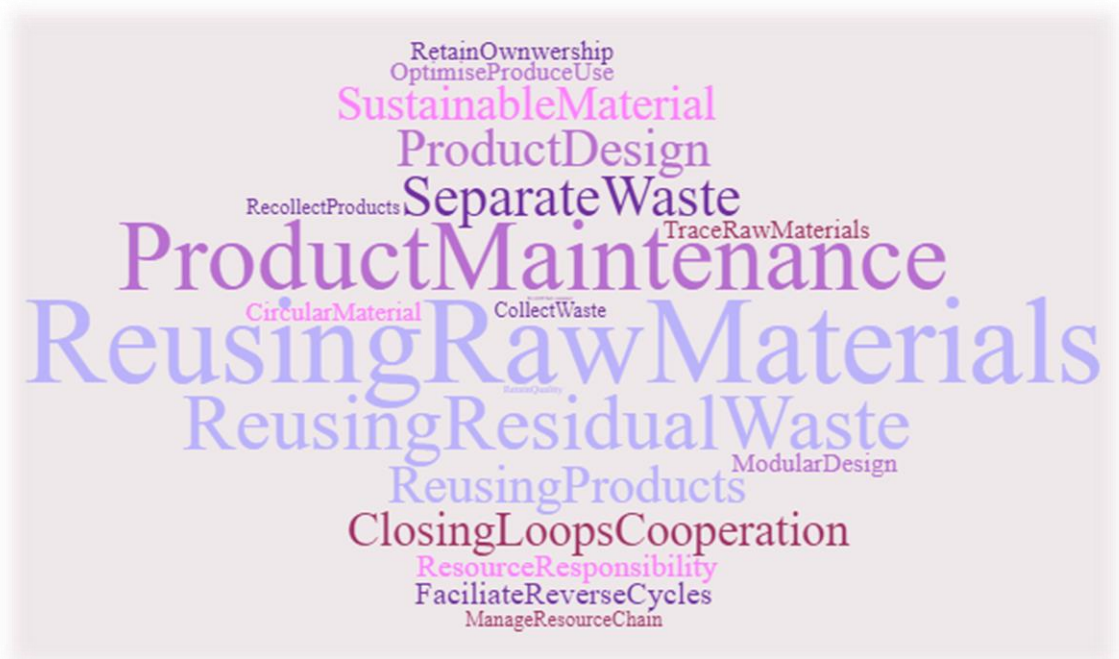 RetainOwnwership
OptimiseProduceUse
SustainableMaterial
ProductDesign
SeparateWaste
RecollectProducts
TraceRawMaterials
ProductMaintenance
CircularMaterial
CollectWaste
ReusingRawMaterials
ReusingResidualWaste
ModularDesign
ReusingProducts
ClosingLoopsCooperation
ResourceResponsibility
FaciliateReverseCycles
ManageResourceChain